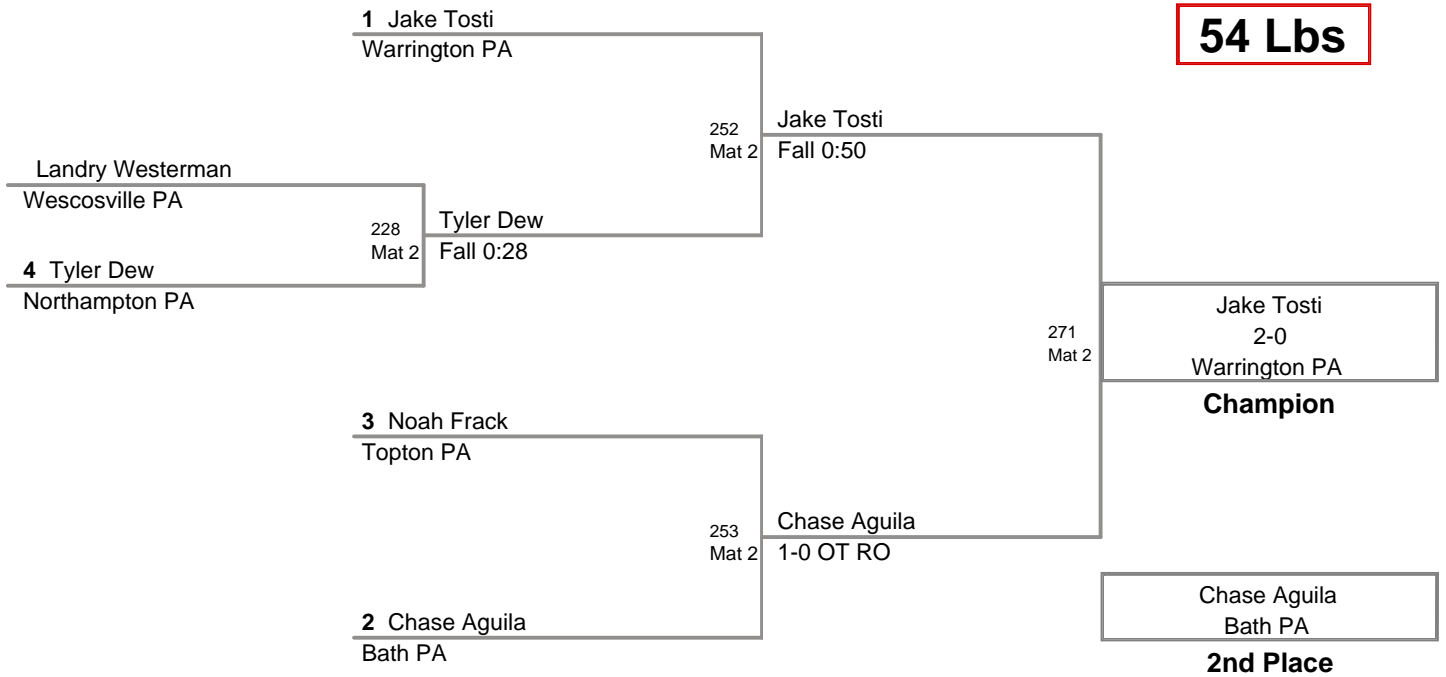 1 Jake Tosti
Warrington PA
54 Lbs
252
Mat 2
Jake Tosti
Fall 0:50
Landry Westerman
Wescosville PA
228
Mat 2
Tyler Dew
Fall 0:28
4 Tyler Dew
Northampton PA
271
Mat 2
Jake Tosti
2-0
Warrington PA
Champion
3 Noah Frack
Topton PA
253
Mat 2
Chase Aguila
1-0 OT RO
2 Chase Aguila
Bath PA
Chase Aguila
Bath PA
2nd Place